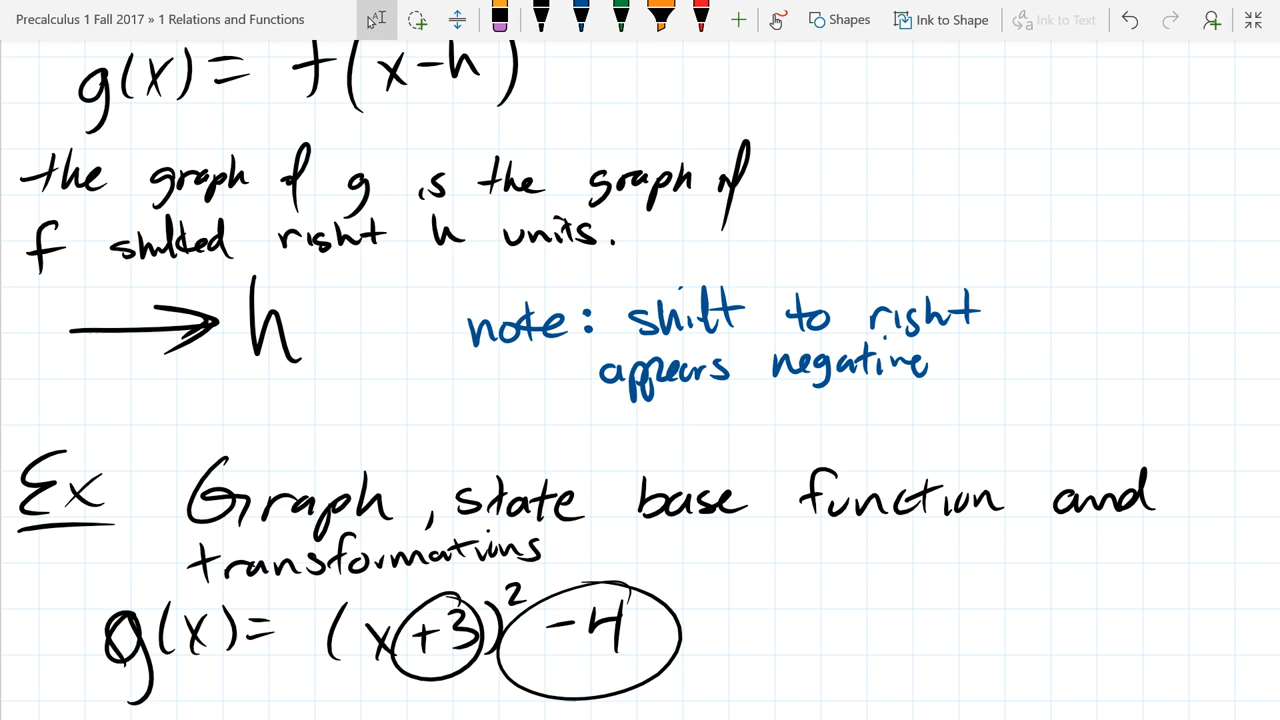 Precalculus 1 Fall 2017 » 1 Relations and Functions
Shapes
Ink to Shape
Ink to Text
g(x) = f(x-h)
the graph of g is the graph of
f shifted right h units.
→ h
note: shift to right
appears negative
Ex Graph, state base function and
transformations
g(x) = (x+3)² -4